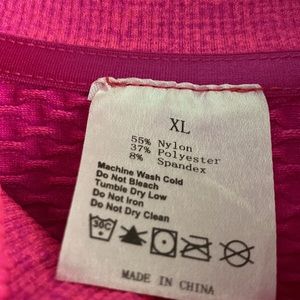 XL
55% Nylon
37% Polyester
8% Spandex
Machine Wash Cold
Do Not Bleach
Tumble Dry Low
Do Not Iron
Do Not Dry Clean
30C
MADE IN CHINA